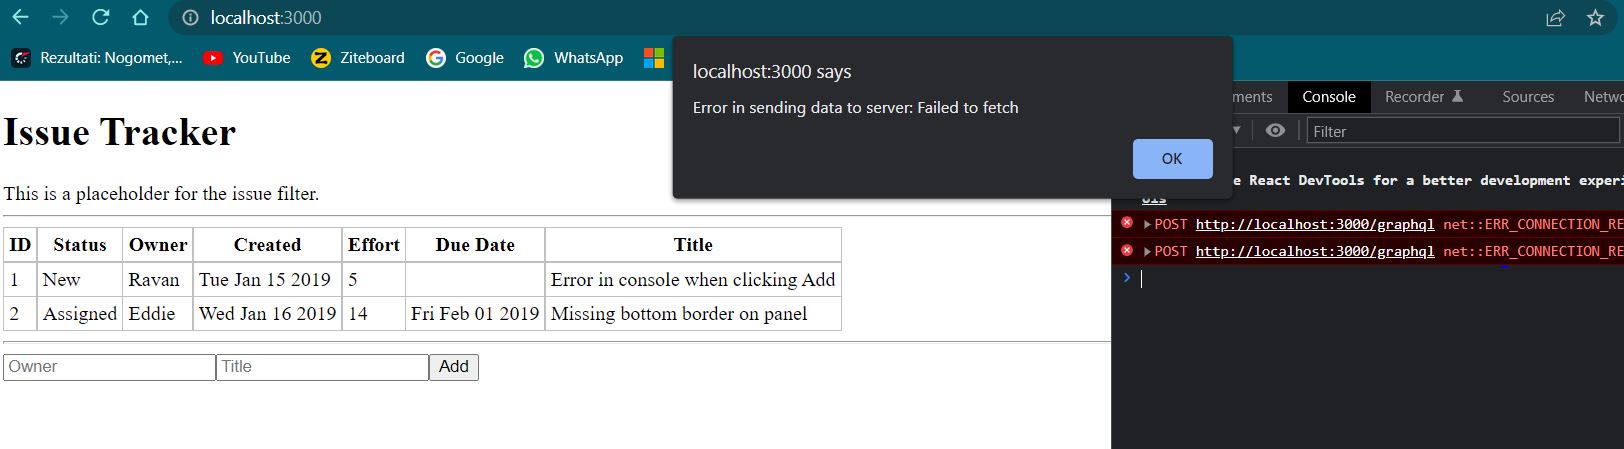 localhost:3000
Rezultati: Nogomet,... YouTube Ziteboard Google WhatsApp
localhost:3000 says
Error in sending data to server: Failed to fetch
OK
ments Console Recorder Sources Netwo
Filter
e React DevTools for a better development experi
ols
POST http://localhost:3000/graphql net::ERR_CONNECTION_RE
POST http://localhost:3000/graphql net::ERR_CONNECTION_RE
Issue Tracker
This is a placeholder for the issue filter.
ID Status Owner Created Effort Due Date Title
1 New Ravan Tue Jan 15 2019 5 Error in console when clicking Add
2 Assigned Eddie Wed Jan 16 2019 14 Fri Feb 01 2019 Missing bottom border on panel
Owner Title Add